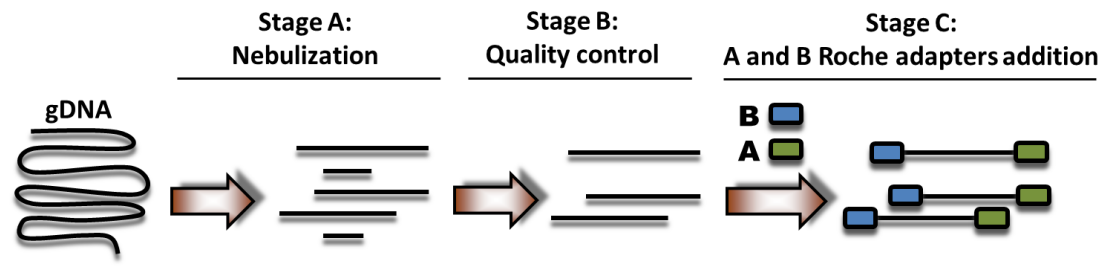 Stage A:
Nebulization
Stage B:
Quality control
Stage C:
A and B Roche adapters addition
gDNA
B
A